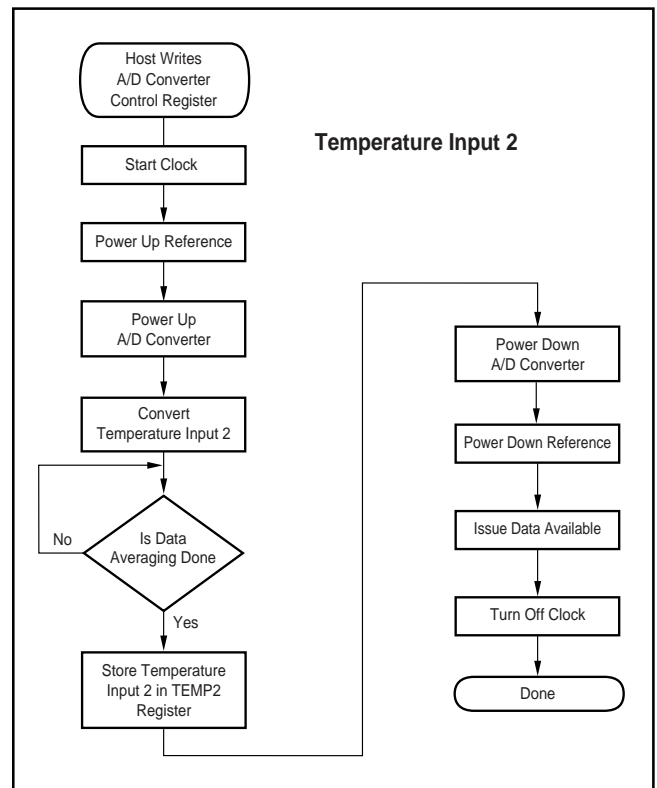 Host Writes
A/D Converter
Control Register
Temperature Input 2
Start Clock
Power Up Reference
Power Up
A/D Converter
Convert
Temperature Input 2
No
Is Data
Averaging Done
Yes
Store Temperature
Input 2 in TEMP2
Register
Power Down
A/D Converter
Power Down Reference
Issue Data Available
Turn Off Clock
Done